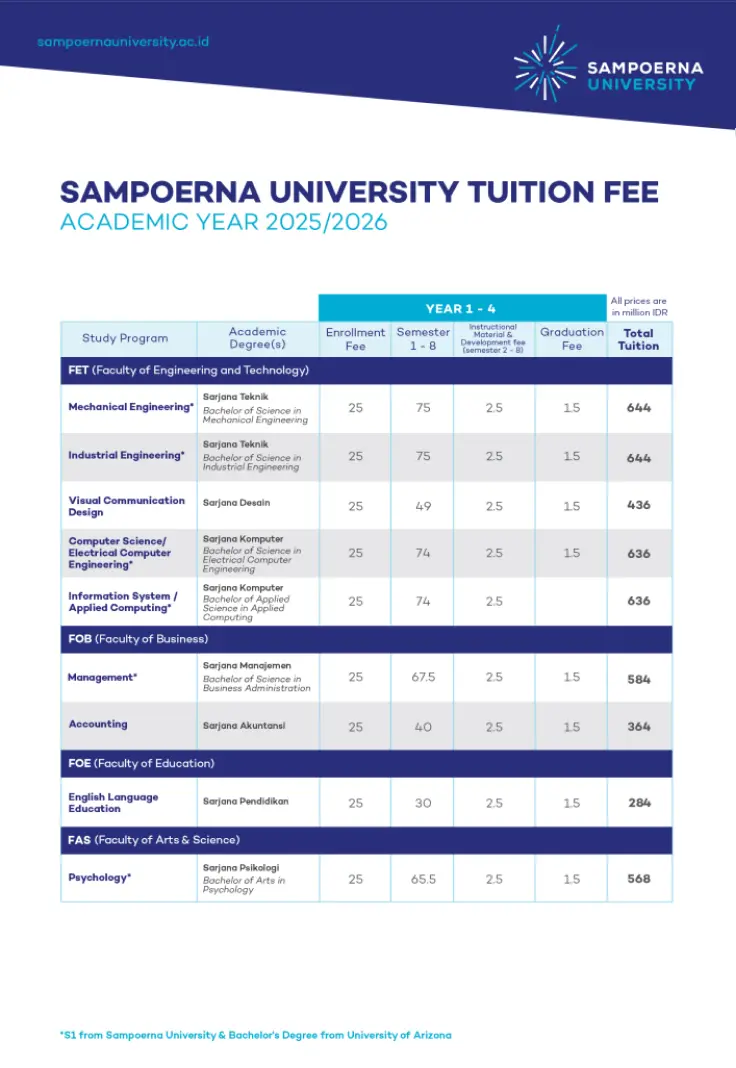 sampoernauniversity.ac.id
SAMPOERNA
UNIVERSITY
SAMPOERNA UNIVERSITY TUITION FEE
ACADEMIC YEAR 2025/2026
YEAR 1 - 4
All prices are
in million IDR
Study Program
Academic
Degree(s)
Enrollment
Fee
Semester
1 - 8
Instructional
Material &
Development fee
(semester 2 - 8)
Graduation
Fee
Total
Tuition
FET (Faculty of Engineering and Technology)
Mechanical Engineering*
Sarjana Teknik
Bachelor of Science in
Mechanical Engineering
25 75 2.5 1.5 644
Industrial Engineering*
Sarjana Teknik
Bachelor of Science in
Industrial Engineering
25 75 2.5 1.5 644
Visual Communication
Design
Sarjana Desain
25 49 2.5 1.5 436
Computer Science/
Electrical Computer
Engineering*
Sarjana Komputer
Bachelor of Science in
Electrical Computer
Engineering
25 74 2.5 1.5 636
Information System /
Applied Computing*
Sarjana Komputer
Bachelor of Applied
Science in Applied
Computing
25 74 2.5 636
FOB (Faculty of Business)
Management*
Sarjana Manajemen
Bachelor of Science in
Business Administration
25 67.5 2.5 1.5 584
Accounting
Sarjana Akuntansi
25 40 2.5 1.5 364
FOE (Faculty of Education)
English Language
Education
Sarjana Pendidikan
25 30 2.5 1.5 284
FAS (Faculty of Arts & Science)
Psychology*
Sarjana Psikologi
Bachelor of Arts in
Psychology
25 65.5 2.5 1.5 568
*S1 from Sampoerna University & Bachelor's Degree from University of Arizona